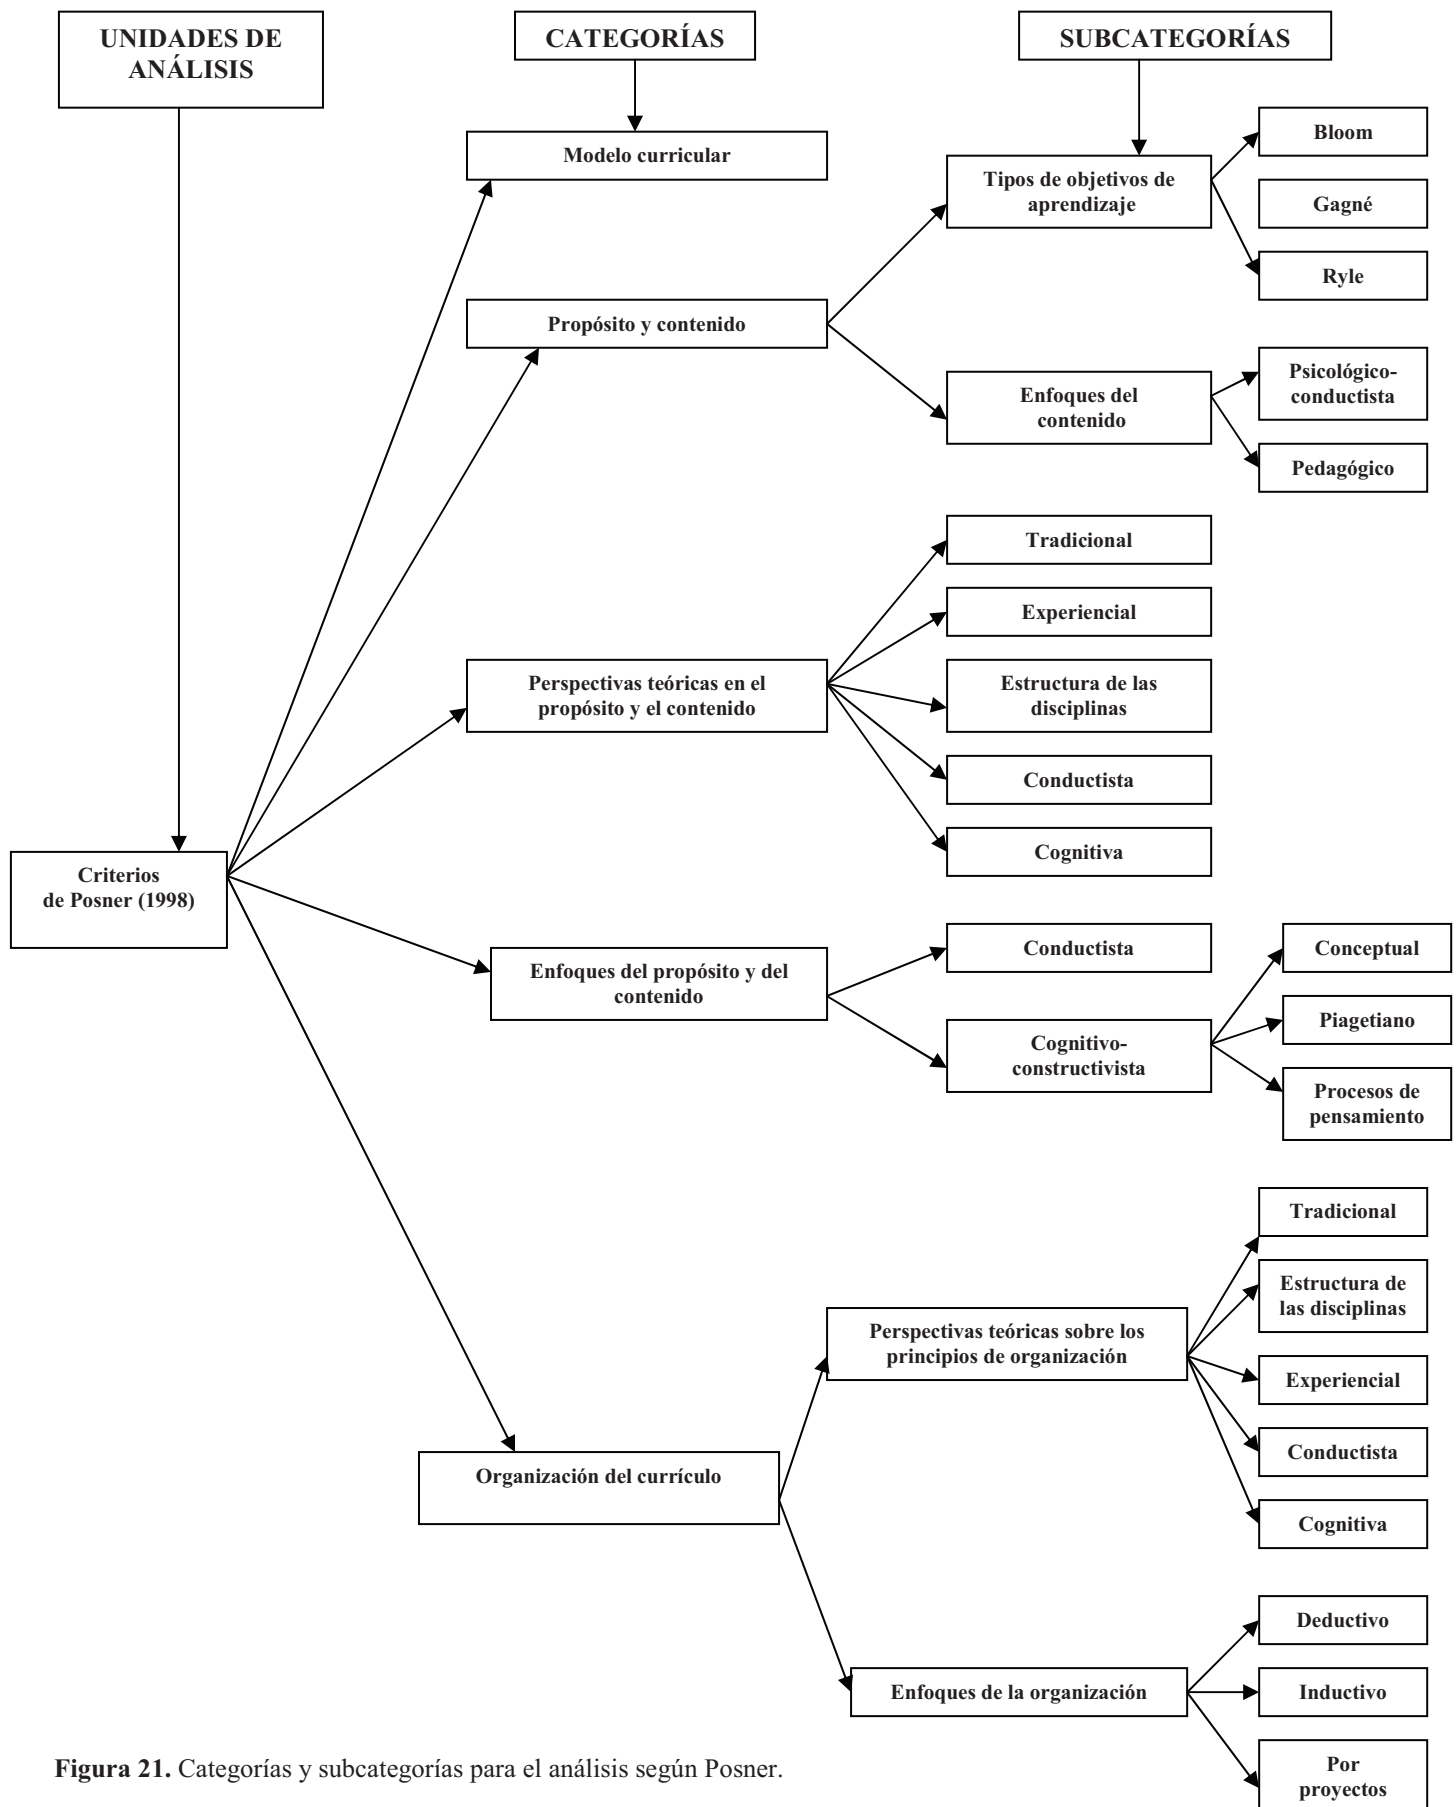 UNIDADES DE
ANÁLISIS
CATEGORÍAS
SUBCATEGORÍAS
Modelo curricular
Tipos de objetivos de
aprendizaje
Bloom
Gagné
Ryle
Propósito y contenido
Enfoques del
contenido
Psicológico-
conductista
Pedagógico
Perspectivas teóricas en el
propósito y el contenido
Tradicional
Experiencial
Estructura de las
disciplinas
Conductista
Cognitiva
Criterios
de Posner (1998)
Enfoques del propósito y del
contenido
Conductista
Cognitivo-
constructivista
Conceptual
Piagetiano
Procesos de
pensamiento
Organización del currículo
Perspectivas teóricas sobre los
principios de organización
Tradicional
Estructura de
las disciplinas
Experiencial
Conductista
Cognitiva
Enfoques de la organización
Deductivo
Inductivo
Por
proyectos
Figura 21. Categorías y subcategorías para el análisis según Posner.